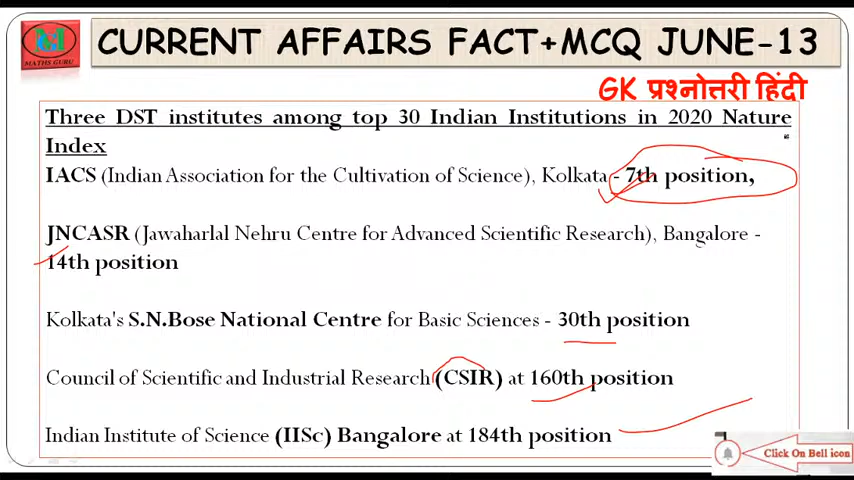 MATHS GURU
CURRENT AFFAIRS FACT+MCQ JUNE-13
GK प्रश्नोत्तरी हिंदी
Three DST institutes among top 30 Indian Institutions in 2020 Nature
Index
IACS (Indian Association for the Cultivation of Science), Kolkata - 7th position,
JNCASR (Jawaharlal Nehru Centre for Advanced Scientific Research), Bangalore -
14th position
Kolkata's S.N.Bose National Centre for Basic Sciences - 30th position
Council of Scientific and Industrial Research (CSIR) at 160th position
Indian Institute of Science (IISc) Bangalore at 184th position
Click On Bell icon